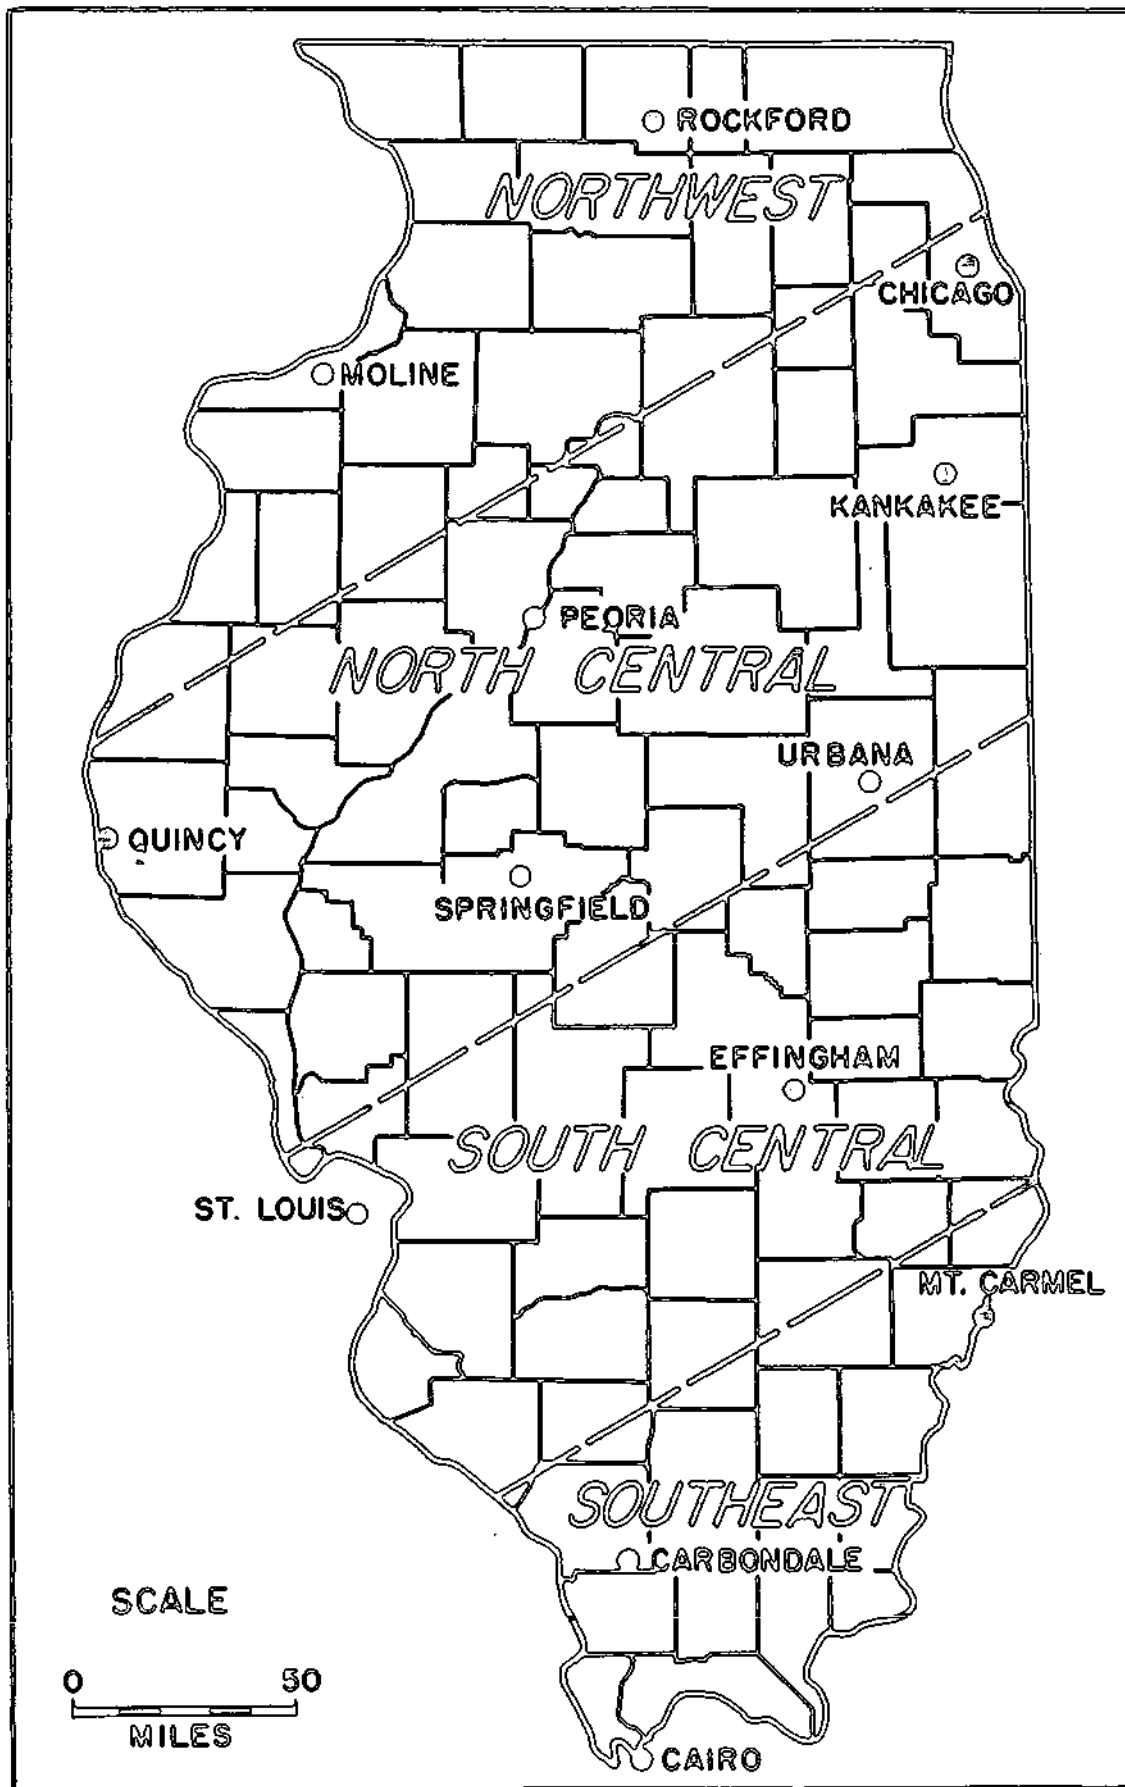 ROCKFORD
NORTHWEST
CHICAGO
MOLINE
KANKAKEE
PEORIA
NORTH CENTRAL
URBANA
QUINCY
SPRINGFIELD
EFFINGHAM
SOUTH CENTRAL
ST. LOUIS
MT. CARMEL
SOUTHEAST
CARBONDALE
SCALE
0 50
MILES
CAIRO